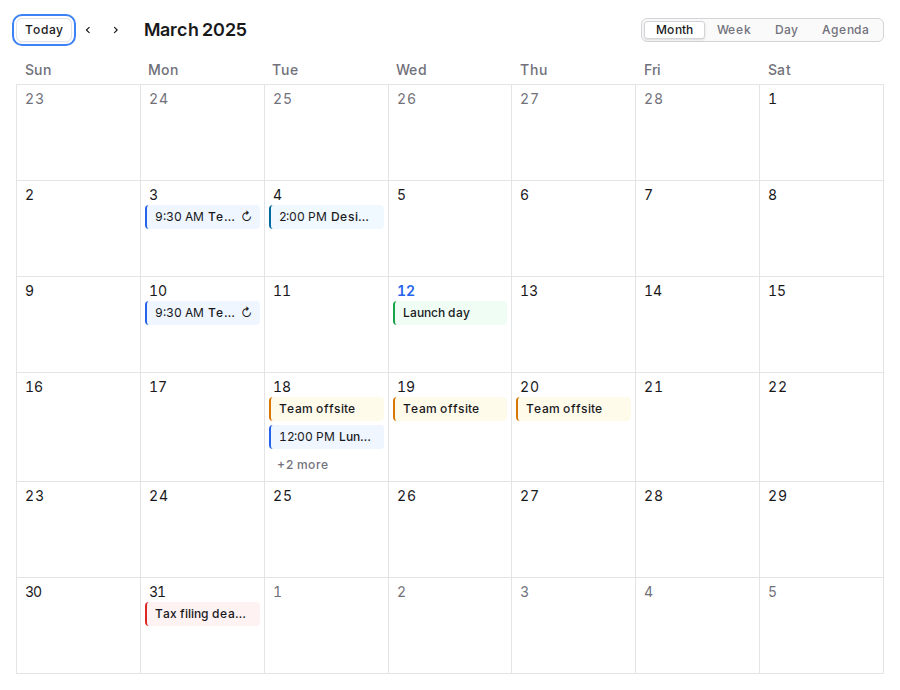 Today ‹ › March 2025 Month Week Day Agenda
Sun Mon Tue Wed Thu Fri Sat
23 24 25 26 27 28 1
2 3 4 5 6 7 8
9:30 AM Te... 2:00 PM Desi...
9 10 11 12 13 14 15
9:30 AM Te... Launch day
16 17 18 19 20 21 22
Team offsite Team offsite Team offsite
12:00 PM Lun...
+2 more
23 24 25 26 27 28 29
30 31 1 2 3 4 5
Tax filing dea...